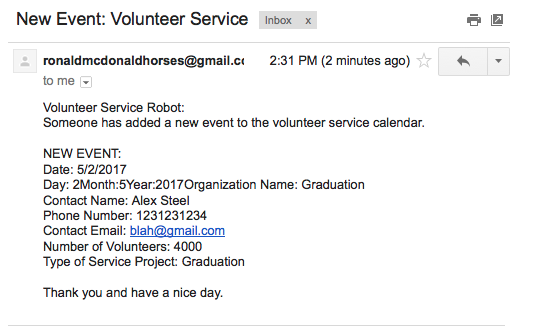 New Event: Volunteer Service Inbox x
ronaldmcdonaldhorses@gmail.co 2:31 PM (2 minutes ago)
to me
Volunteer Service Robot:
Someone has added a new event to the volunteer service calendar.
NEW EVENT:
Date: 5/2/2017
Day: 2Month:5Year:2017Organization Name: Graduation
Contact Name: Alex Steel
Phone Number: 1231231234
Contact Email: blah@gmail.com
Number of Volunteers: 4000
Type of Service Project: Graduation
Thank you and have a nice day.